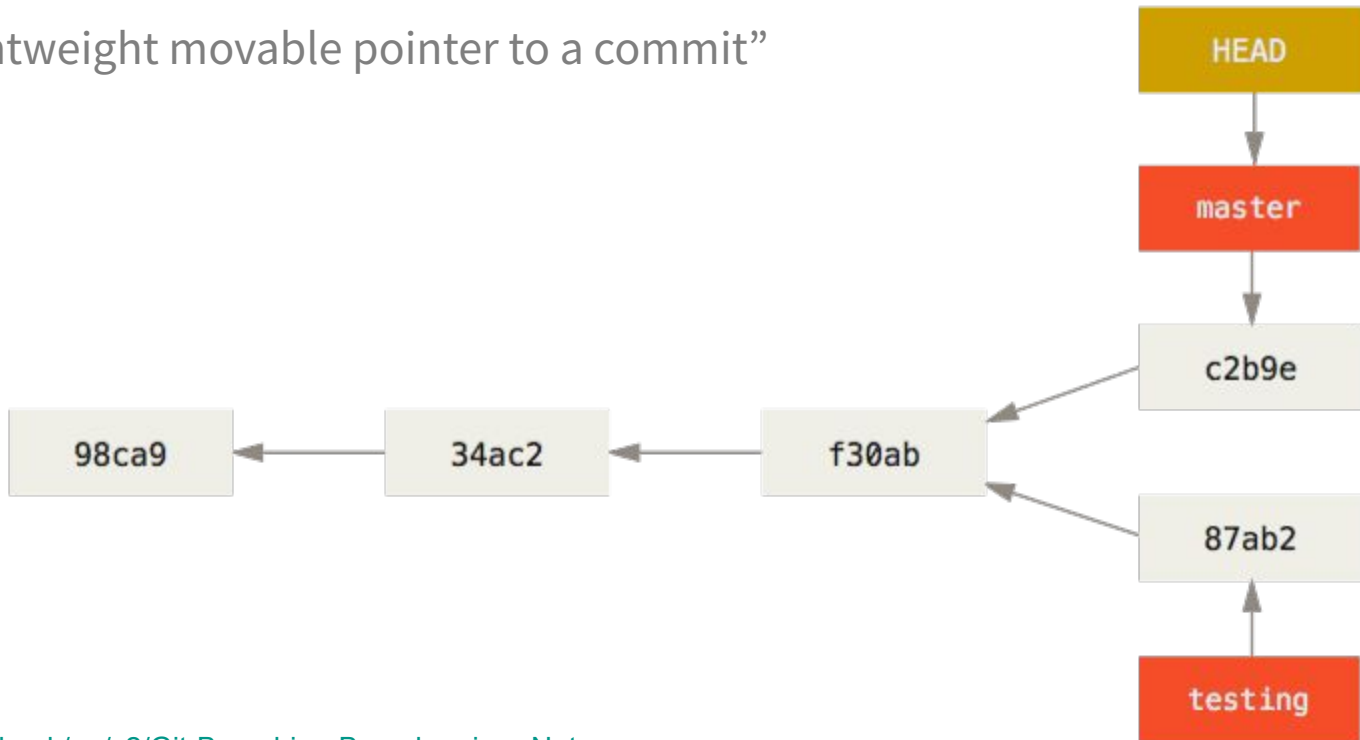 tweight movable pointer to a commit”
HEAD
master
c2b9e
98ca9
34ac2
f30ab
87ab2
testing